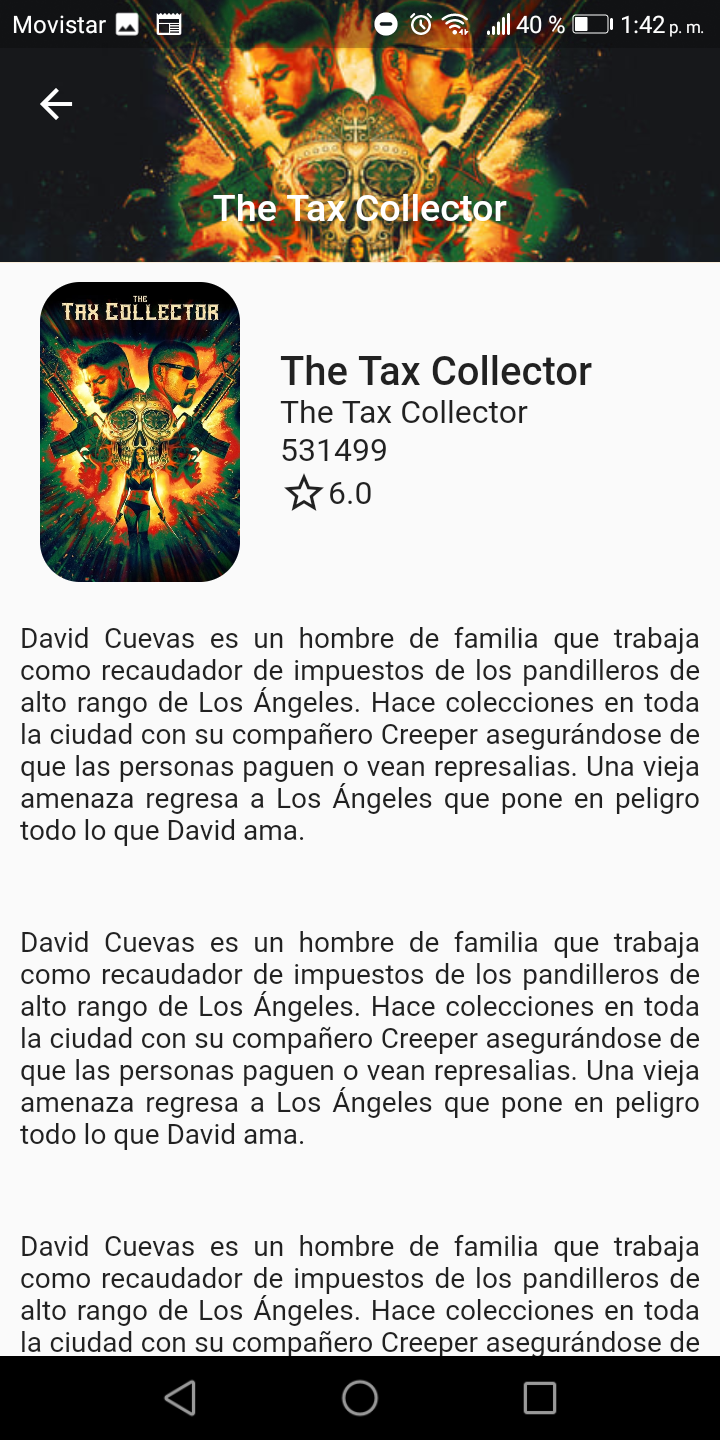 Movistar 40 % 1:42 p. m.
The Tax Collector
THE
TAX COLLECTOR
The Tax Collector
The Tax Collector
531499
6.0
David Cuevas es un hombre de familia que trabaja
como recaudador de impuestos de los pandilleros de
alto rango de Los Ángeles. Hace colecciones en toda
la ciudad con su compañero Creeper asegurándose de
que las personas paguen o vean represalias. Una vieja
amenaza regresa a Los Ángeles que pone en peligro
todo lo que David ama.
David Cuevas es un hombre de familia que trabaja
como recaudador de impuestos de los pandilleros de
alto rango de Los Ángeles. Hace colecciones en toda
la ciudad con su compañero Creeper asegurándose de
que las personas paguen o vean represalias. Una vieja
amenaza regresa a Los Ángeles que pone en peligro
todo lo que David ama.
David Cuevas es un hombre de familia que trabaja
como recaudador de impuestos de los pandilleros de
alto rango de Los Ángeles. Hace colecciones en toda
la ciudad con su compañero Creeper asegurándose de